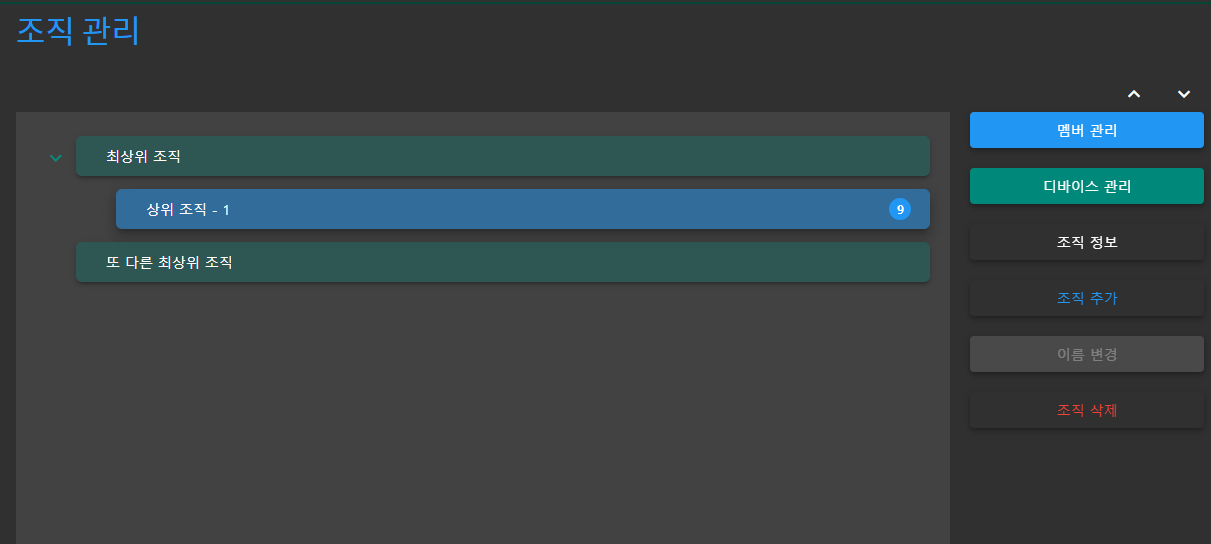 조직 관리
최상위 조직
상위 조직 - 1
9
또 다른 최상위 조직
멤버 관리
디바이스 관리
조직 정보
조직 추가
이름 변경
조직 삭제